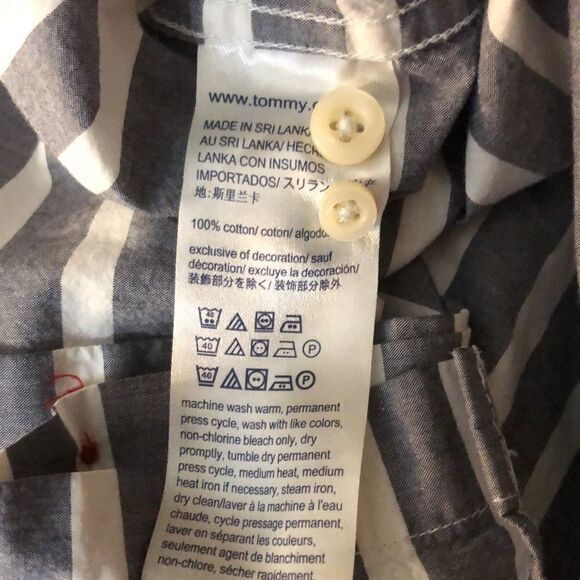 www.tommy.
MADE IN SRI LANKA
AU SRI LANKA/
LANKA CON INSUMOS
IMPORTADOS/ スリラン
地:斯里兰卡
100% cotton/ coton/
exclusive of decoration/ sauf
décoration/ excluye la decoración/
装飾部分を除く/ 装饰部分除外
40
40 P
40 P
machine wash warm, permanent
press cycle, wash with like colors,
non-chlorine bleach only, dry
promptly, tumble dry permanent
press cycle, medium heat, medium
heat iron if necessary, steam iron,
dry clean/laver à la machine à l'eau
chaude, cycle pressage permanent,
laver en séparant les couleurs,
seulement agent de blanchiment
non-chlore, sécher rapidement,